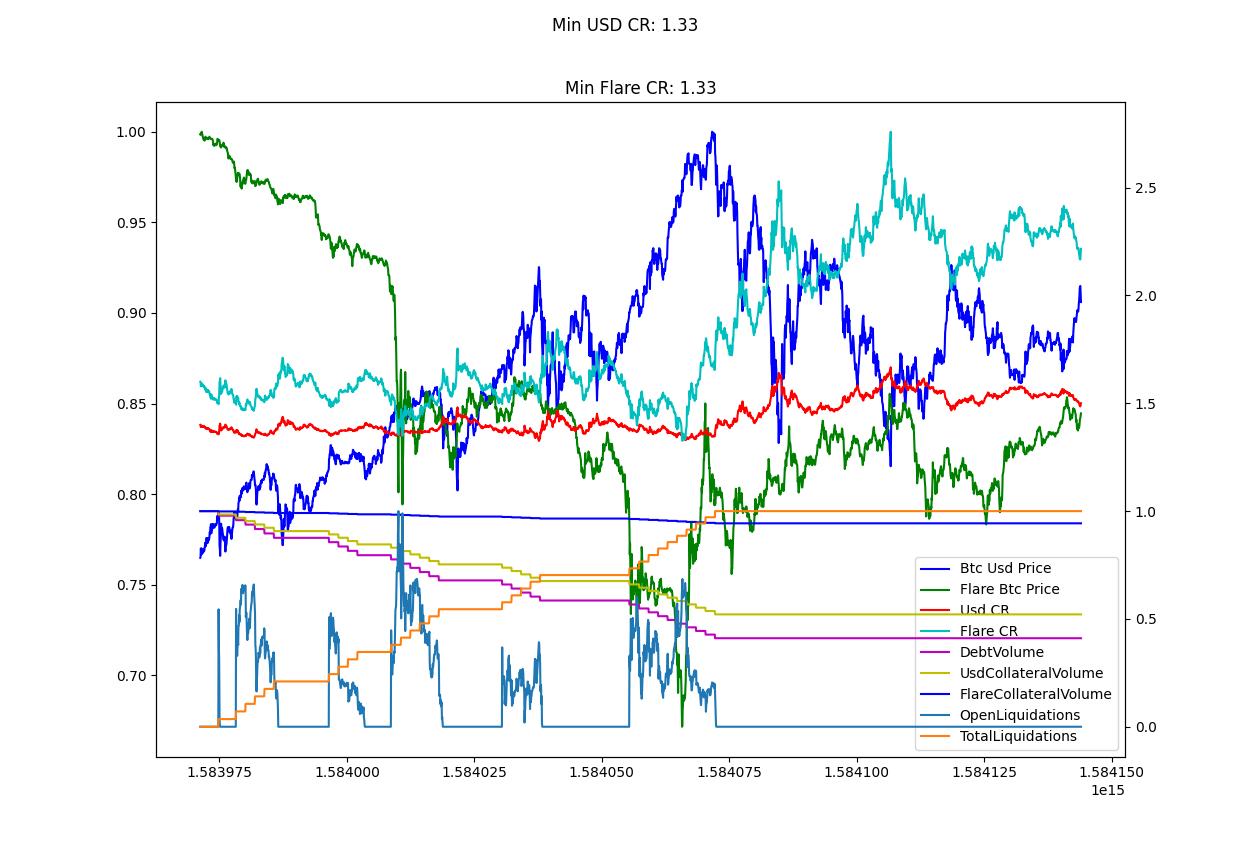 Min USD CR: 1.33
Min Flare CR: 1.33
1.00
0.95
0.90
0.85
0.80
0.75
0.70
2.5
2.0
1.5
1.0
0.5
0.0
Btc Usd Price
Flare Btc Price
Usd CR
Flare CR
DebtVolume
UsdCollateralVolume
FlareCollateralVolume
OpenLiquidations
TotalLiquidations
1.583975 1.584000 1.584025 1.584050 1.584075 1.584100 1.584125 1.584150
1e15